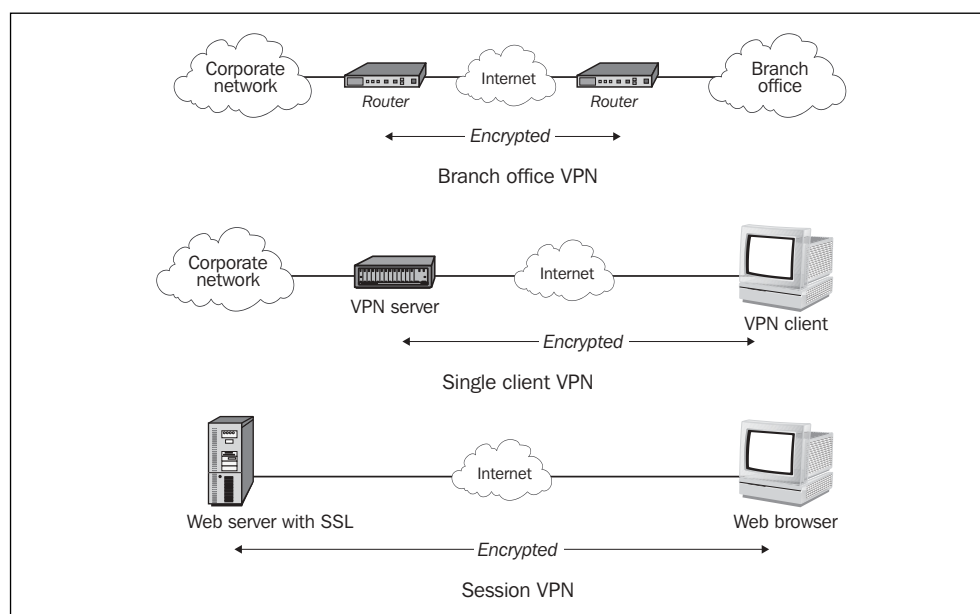 Corporate
network
Router
Internet
Router
Branch
office
Encrypted
Branch office VPN
Corporate
network
VPN server
Internet
VPN client
Encrypted
Single client VPN
Internet
Web server with SSL
Web browser
Encrypted
Session VPN